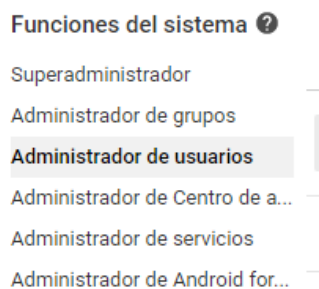 Funciones del sistema ?
Superadministrador
Administrador de grupos
Administrador de usuarios
Administrador de Centro de a...
Administrador de servicios
Administrador de Android for...